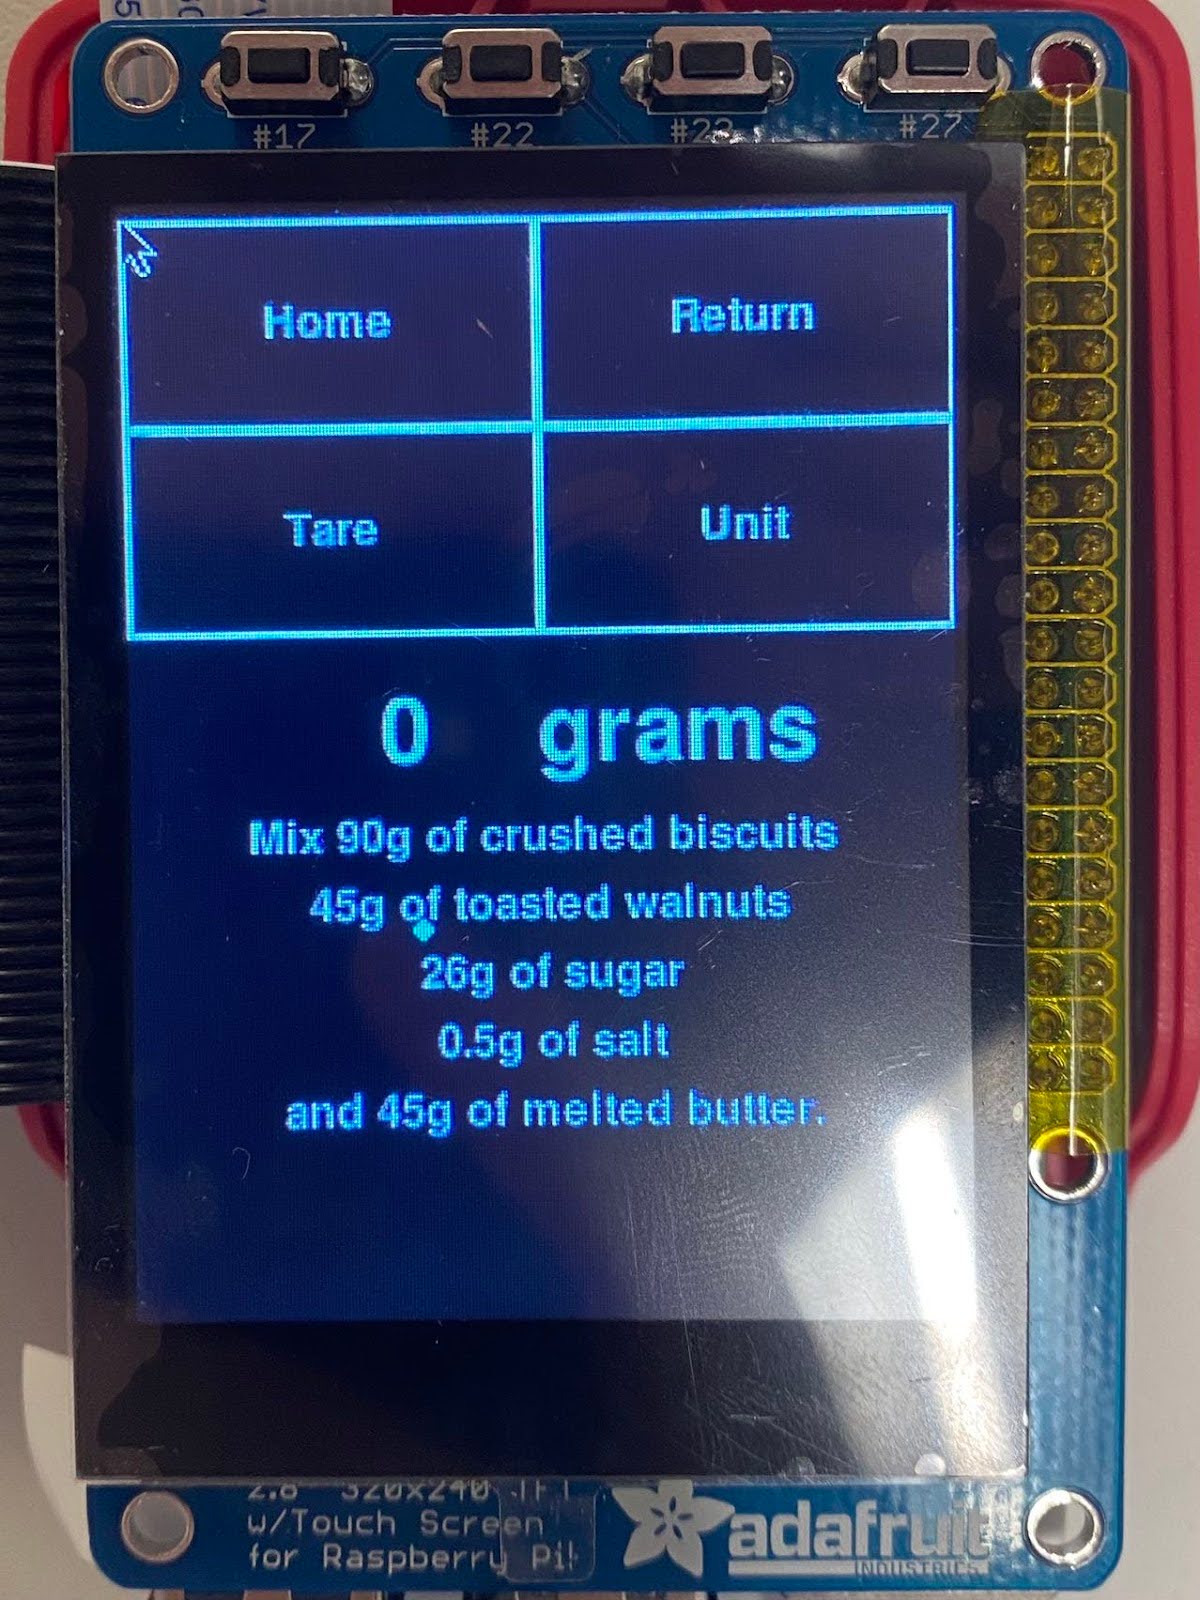 #17 #22 #23 #27
Home Return
Tare Unit
0 grams
Mix 90g of crushed biscuits
45g of toasted walnuts
26g of sugar
0.5g of salt
and 45g of melted butter.
2.8" 320x240 TFT
w/Touch Screen
for Raspberry Pi!
adafruit
INDUSTRIES